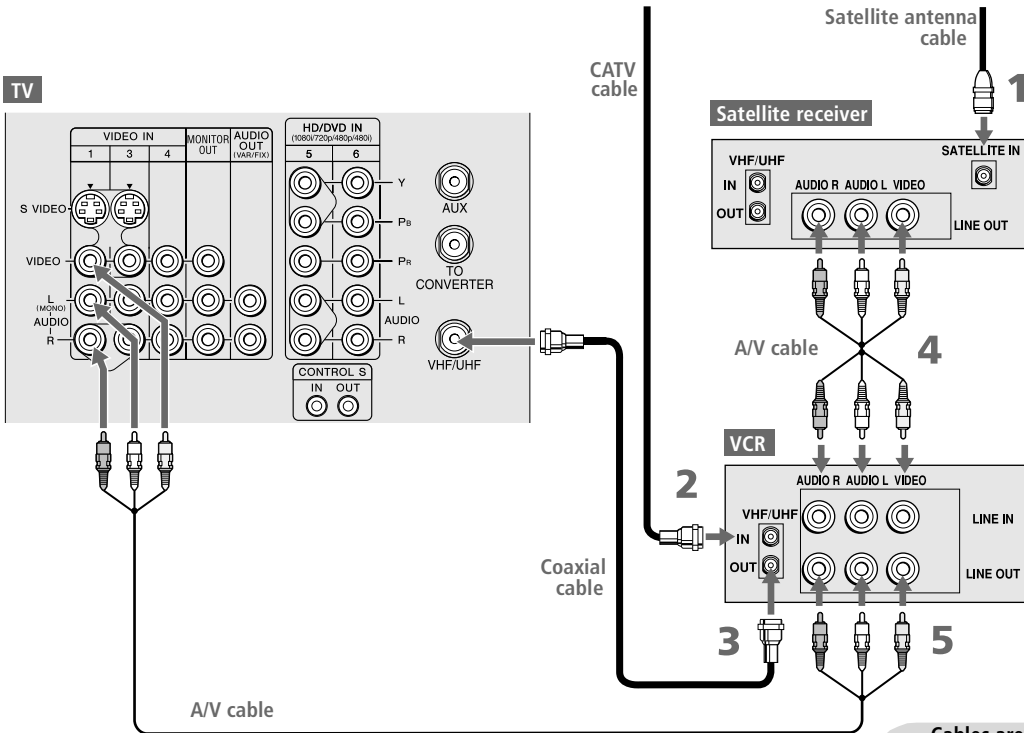 Satellite antenna
cable
CATV
cable
1
TV
Satellite receiver
VIDEO IN
1 3 4
MONITOR
OUT
AUDIO
OUT
(VAR/FIX)
HD/DVD IN
(1080i/720p/480p/480i)
5 6
S VIDEO
VIDEO
L
(MONO)
AUDIO
R
Y
PB
PR
L
AUDIO
R
AUX
TO
CONVERTER
VHF/UHF
CONTROL S
IN OUT
SATELLITE IN
VHF/UHF
IN
OUT
AUDIO R AUDIO L VIDEO
LINE OUT
A/V cable
4
VCR
2
AUDIO R AUDIO L VIDEO
VHF/UHF
IN
OUT
LINE IN
LINE OUT
Coaxial
cable
3
5
A/V cable
Cables are